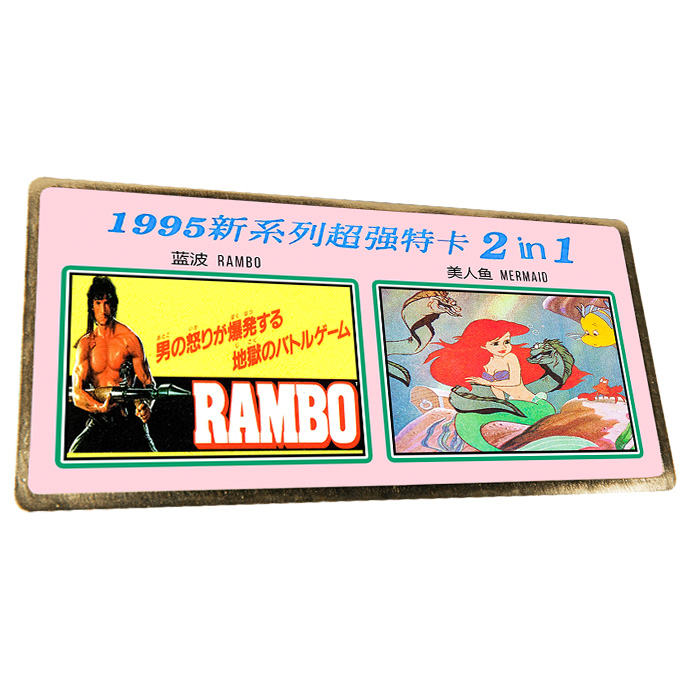 1995新系列超强特卡 2 in 1
蓝波 RAMBO
美人鱼 MERMAID
男の怒りが爆発する
地獄のバトルゲーム
RAMBO